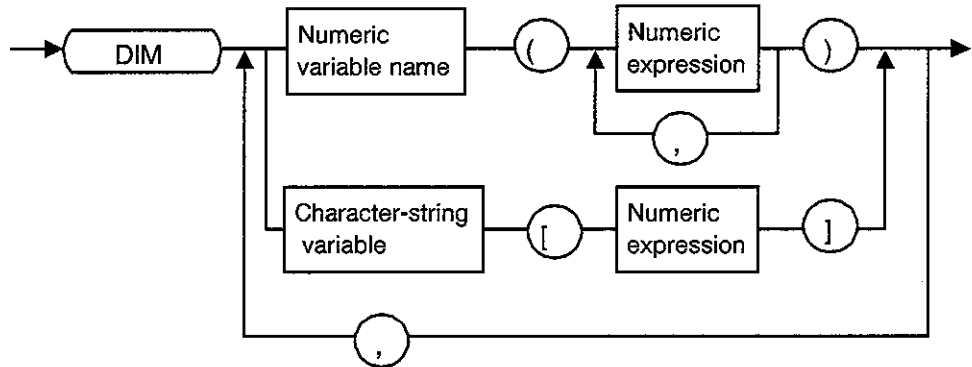 DIM
Numeric
variable name
(
Numeric
expression
)
,
Character-string
variable
[
Numeric
expression
]
,